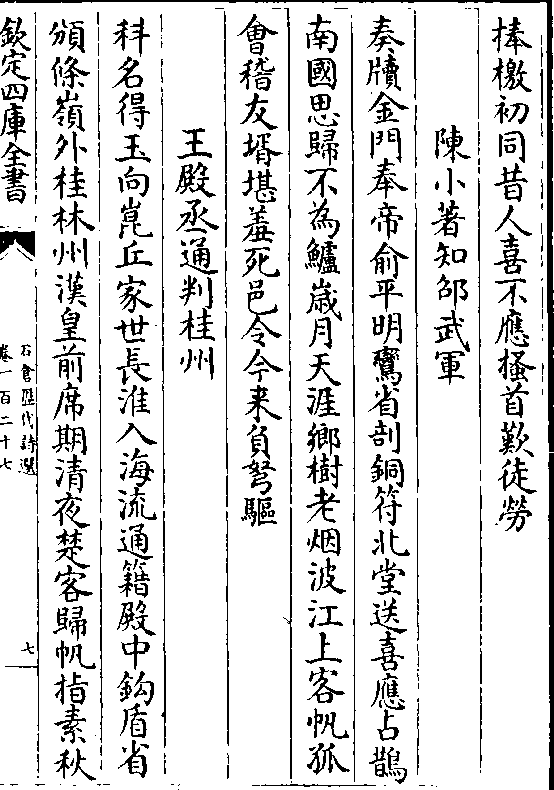 捧檄初同昔人喜不應搔首歎徒勞
陳小著知邵武軍
奏牘金門奉帝俞平明鸞省剖銅符北堂送喜應占鵲
南國思歸不為鱸嵗月天涯鄉樹老烟波江上客帆孤
會稽友壻堪羞死邑令今来負弩驅
王殿丞通判桂州
科名得玉向崑丘家世長淮入海流通籍殿中鈎盾省
頒條嶺外桂林州漢皇前席期清夜楚客歸帆指素秋
欽定四庫全書
石倉歴代詩選
卷一百二十七
七